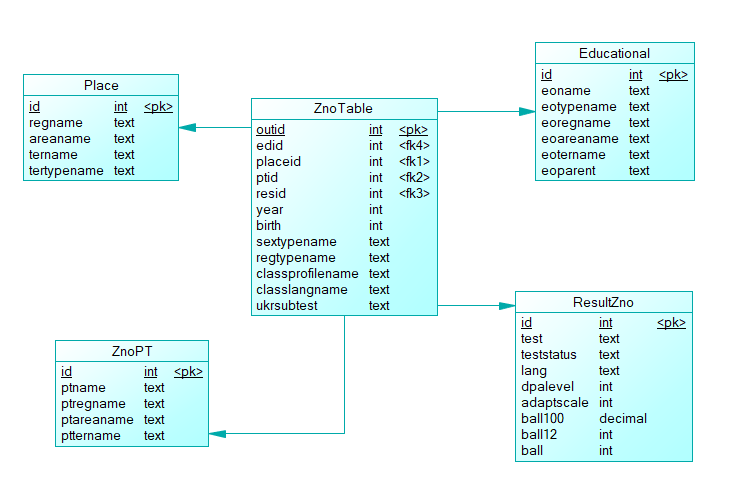 Place
id int <pk>
regname text
areaname text
tername text
tertypename text
ZnoTable
outid int <pk>
edid int <fk4>
placeid int <fk1>
ptid int <fk2>
resid int <fk3>
year int
birth int
sextypename text
regtypename text
classprofilename text
classlangname text
ukrsubtest text
Educational
id int <pk>
eoname text
eotypename text
eoregname text
eoareaname text
eotername text
eoparent text
ZnoPT
id int <pk>
ptname text
ptregname text
ptareaname text
pttername text
ResultZno
id int <pk>
test text
teststatus text
lang text
dpalevel int
adaptscale int
ball100 decimal
ball12 int
ball int